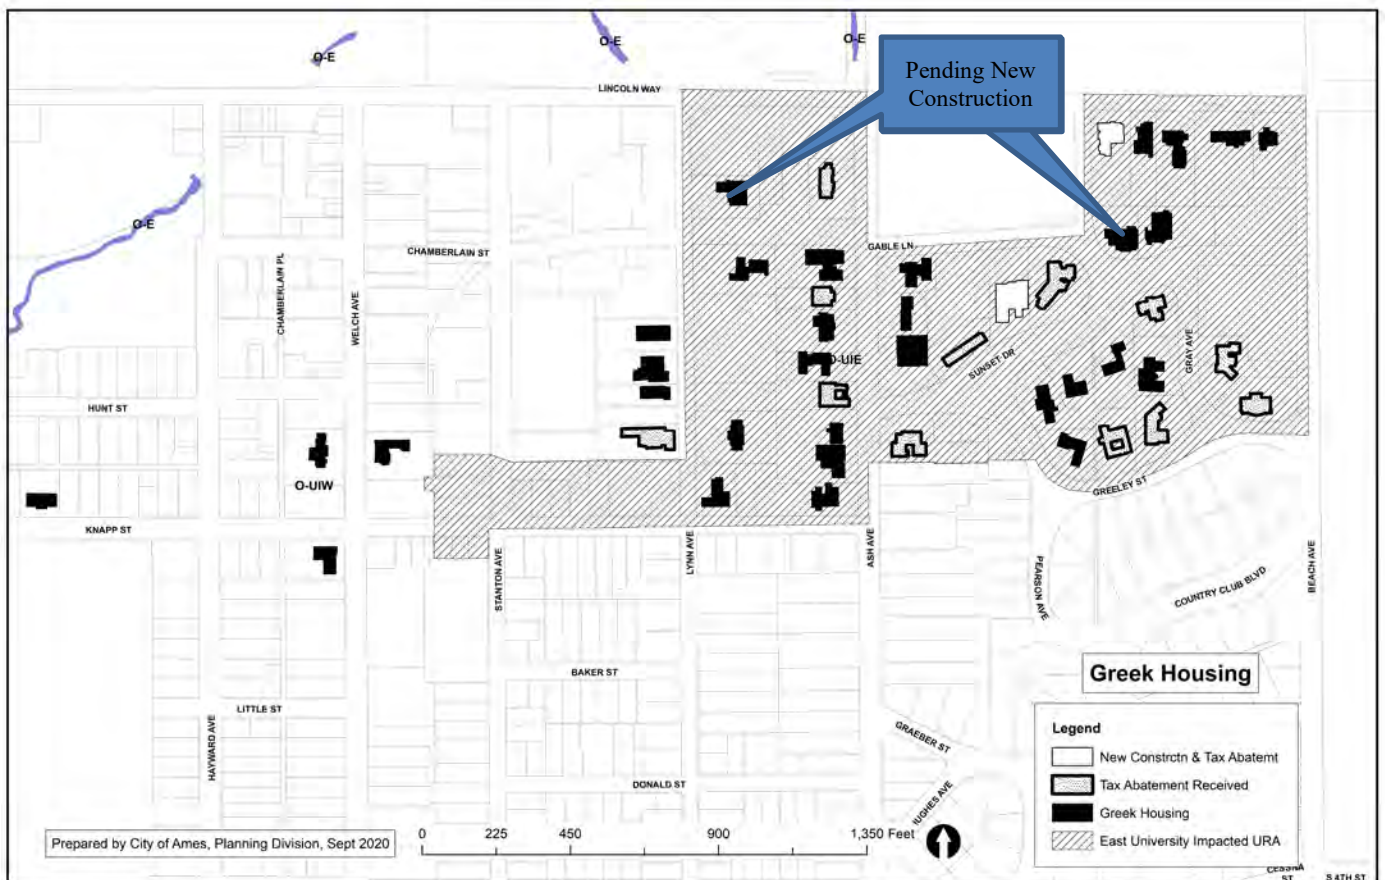 O-E
O-E
O-E
Pending New
Construction
LINCOLN WAY
O-E
CHAMBERLAIN ST
GABLE LN
CHAMBERLAIN PL
WELCH AVE
O-UIE
SUNSET DR
GRAY AVE
HUNT ST
O-UIW
GREELEY ST
KNAPP ST
STANTON AVE
LYNN AVE
ASH AVE
PEARSON AVE
COUNTRY CLUB BLVD
BEACH AVE
BAKER ST
Greek Housing
LITTLE ST
HAYWARD AVE
GRAEBER ST
DONALD ST
HUGHES AVE
Legend
New Constrctn & Tax Abatemt
Tax Abatement Received
Greek Housing
East University Impacted URA
Prepared by City of Ames, Planning Division, Sept 2020
0 225 450 900 1,350 Feet
CESSNA
ST
S 4TH ST